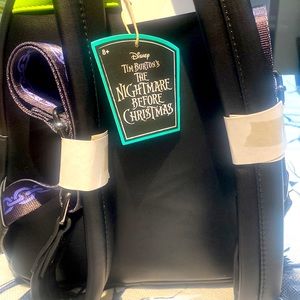 8+
Disney
TIM BURTON'S
THE
NIGHTMARE
BEFORE
CHRISTMAS